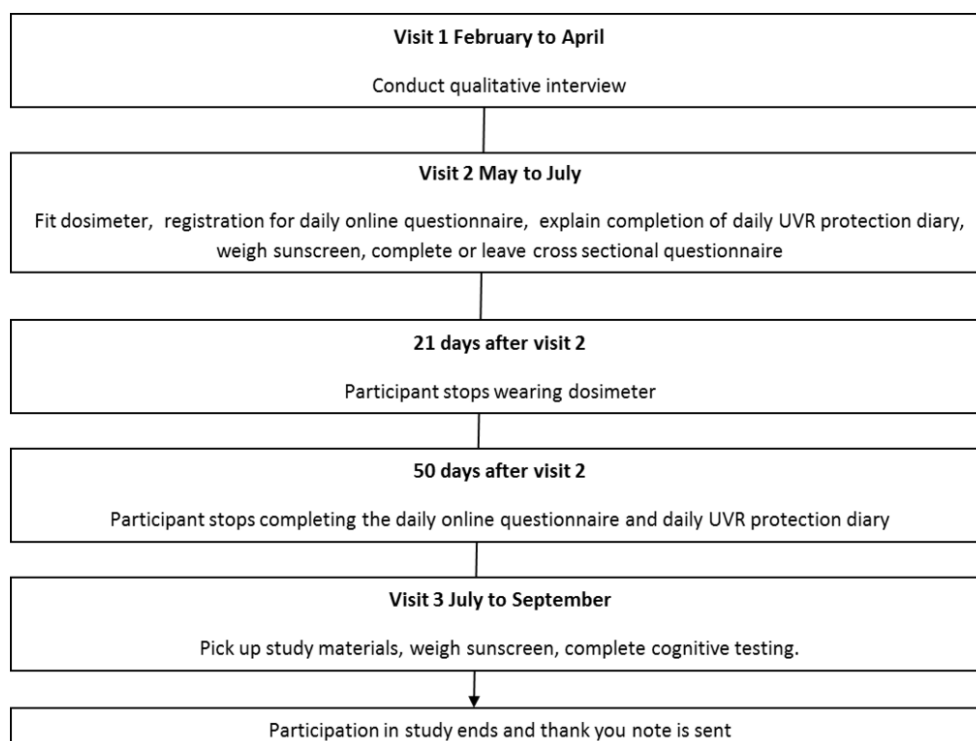 Visit 1 February to April
Conduct qualitative interview
Visit 2 May to July
Fit dosimeter, registration for daily online questionnaire, explain completion of daily UVR protection diary,
weigh sunscreen, complete or leave cross sectional questionnaire
21 days after visit 2
Participant stops wearing dosimeter
50 days after visit 2
Participant stops completing the daily online questionnaire and daily UVR protection diary
Visit 3 July to September
Pick up study materials, weigh sunscreen, complete cognitive testing.
Participation in study ends and thank you note is sent